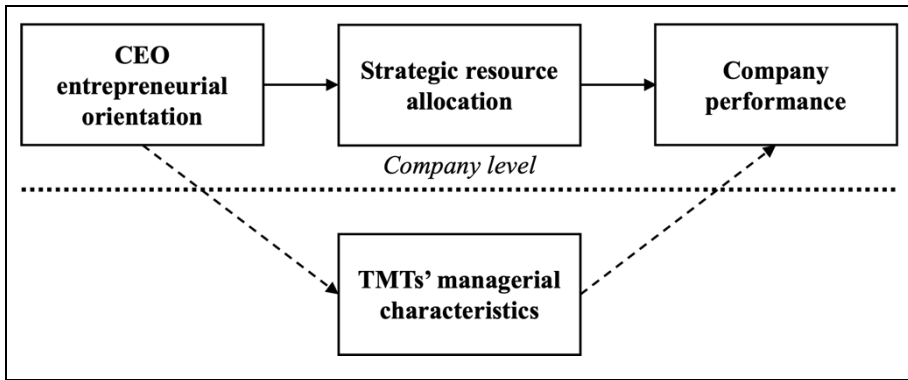 CEO
entrepreneurial
orientation
Strategic resource
allocation
Company
performance
Company level
TMTs’ managerial
characteristics